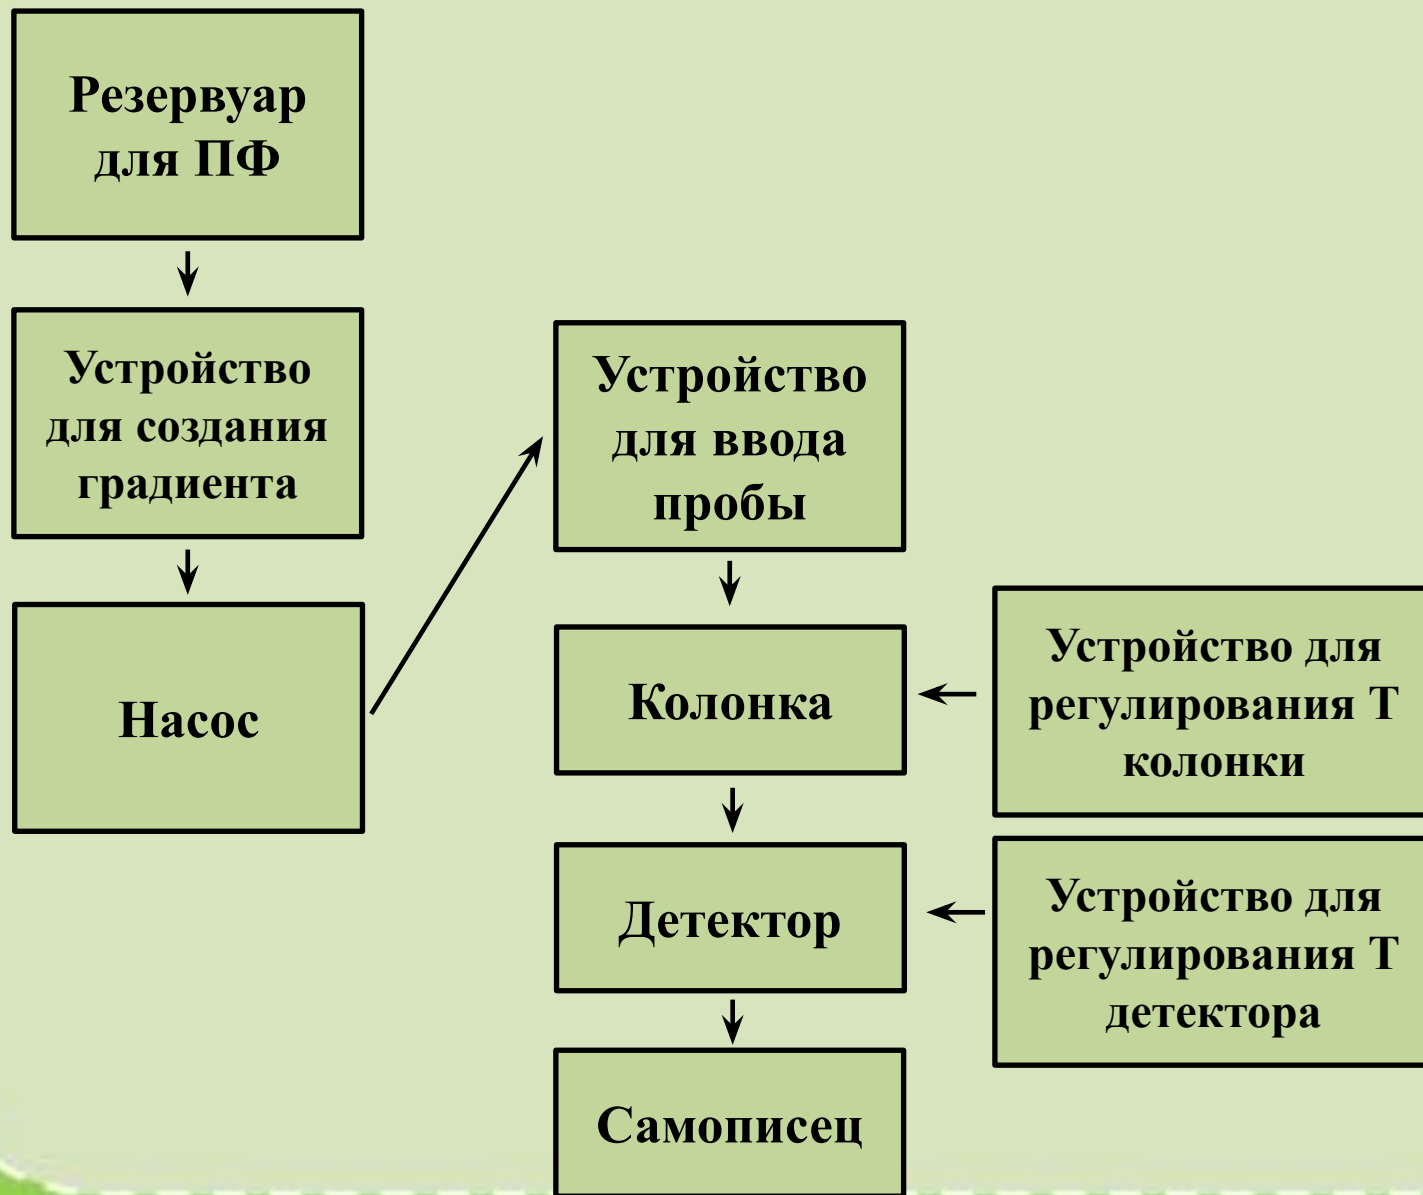 Резервуар
для ПФ
Устройство
для создания
градиента
Насос
Устройство
для ввода
пробы
Колонка
Детектор
Самописец
Устройство для
регулирования Т
колонки
Устройство для
регулирования Т
детектора